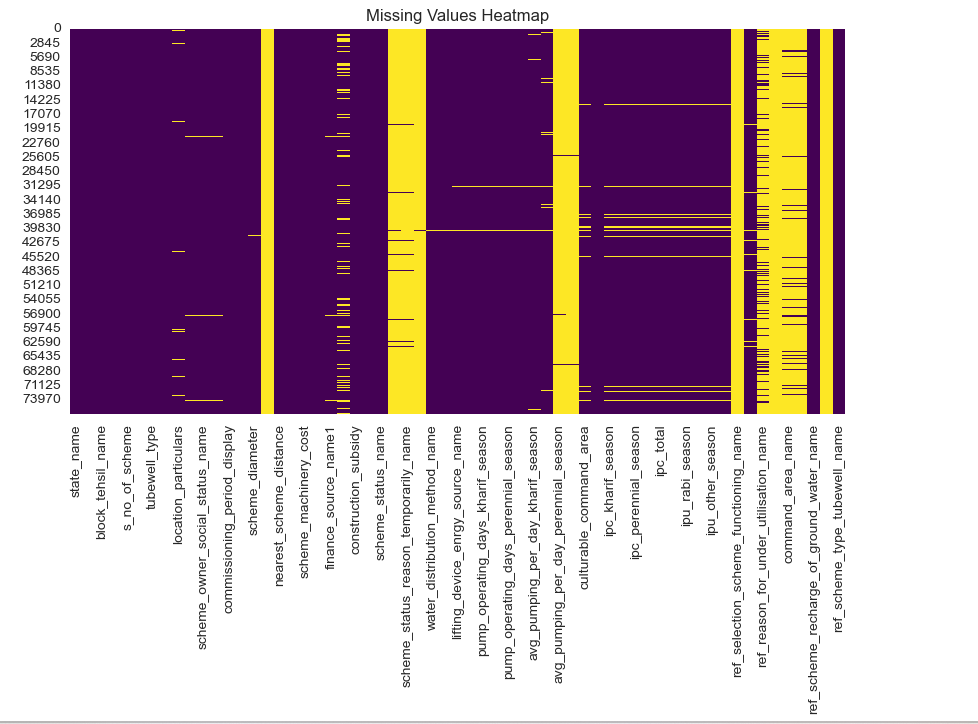 Missing Values Heatmap
0
2845
5690
8535
11380
14225
17070
19915
22760
25605
28450
31295
34140
36985
39830
42675
45520
48365
51210
54055
56900
59745
62590
65435
68280
71125
73970
state_name
block_tehsil_name
s_no_of_scheme
tubewell_type
location_particulars
scheme_owner_social_status_name
commissioning_period_display
scheme_diameter
nearest_scheme_distance
scheme_machinery_cost
finance_source_name1
construction_subsidy
scheme_status_name
scheme_status_reason_temporarily_name
water_distribution_method_name
lifting_device_enrgy_source_name
pump_operating_days_kharif_season
pump_operating_days_perennial_season
avg_pumping_per_day_kharif_season
avg_pumping_per_day_perennial_season
culturable_command_area
ipc_kharif_season
ipc_perennial_season
ipc_total
ipu_rabi_season
ipu_other_season
ref_selection_scheme_functioning_name
ref_reason_for_under_utilisation_name
command_area_name
ref_scheme_recharge_of_ground_water_name
ref_scheme_type_tubewell_name